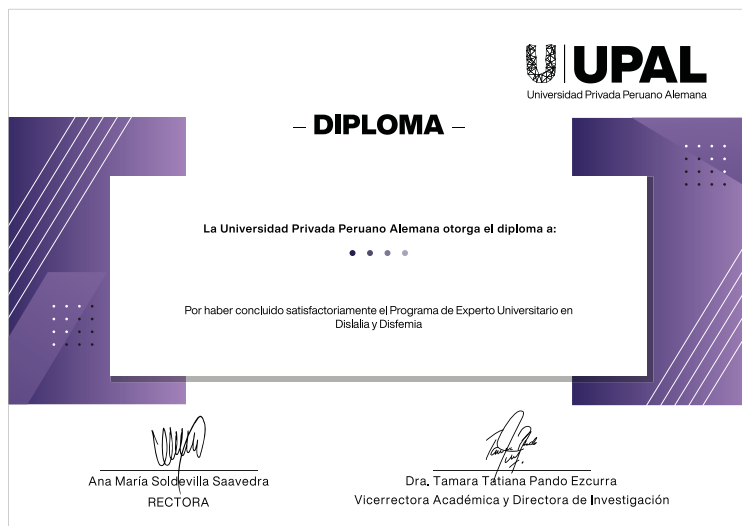 UPAL
Universidad Privada Peruano Alemana
– DIPLOMA –
La Universidad Privada Peruano Alemana otorga el diploma a:
Por haber concluido satisfactoriamente el Programa de Experto Universitario en
Dislalia y Disfemia
Ana María Soldevilla Saavedra
RECTORA
Dra. Tamara Tatiana Pando Ezcurra
Vicerrectora Académica y Directora de Investigación